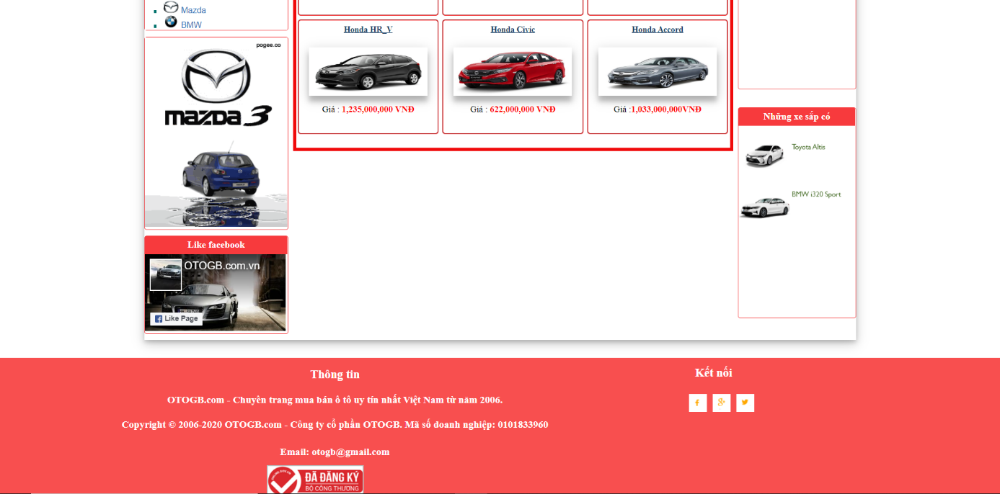 Mazda
BMW
pogee.co
mazda 3
Like facebook
OTOGB.com.vn
Like Page
Honda HR_V
Honda Civic
Honda Accord
Giá : 1,235,000,000 VNĐ
Giá : 622,000,000 VNĐ
Giá :1,033,000,000VNĐ
Những xe sắp có
Toyota Altis
BMW i320 Sport
Thông tin
OTOGB.com - Chuyên trang mua bán ô tô uy tín nhất Việt Nam từ năm 2006.
Copyright © 2006-2020 OTOGB.com - Công ty cổ phần OTOGB. Mã số doanh nghiệp: 0101833960
Email: otogb@gmail.com
ĐÃ ĐĂNG KÝ
BỘ CÔNG THƯƠNG
Kết nối